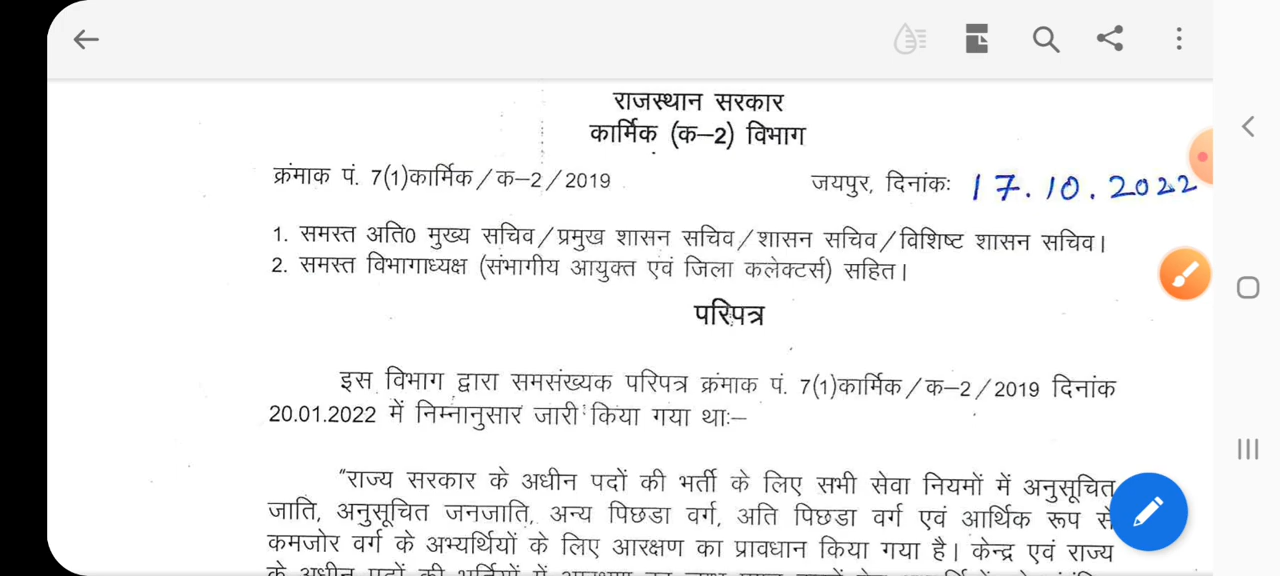 राजस्थान सरकार
कार्मिक (क–2) विभाग
क्रंमाक पं. 7(1)कार्मिक/क–2/2019 जयपुर, दिनांकः 17.10.2022
1. समस्त अति0 मुख्य सचिव/प्रमुख शासन सचिव/शासन सचिव/विशिष्ट शासन सचिव।
2. समस्त विभागाध्यक्ष (संभागीय आयुक्त एवं जिला कलेक्टर्स) सहित।
परिपत्र
इस विभाग द्वारा समसंख्यक परिपत्र क्रंमाक पं. 7(1)कार्मिक/क–2/2019 दिनांक
20.01.2022 में निम्नानुसार जारी किया गया थाः–
"राज्य सरकार के अधीन पदों की भर्ती के लिए सभी सेवा नियमों में अनुसूचित
जाति, अनुसूचित जनजाति, अन्य पिछडा वर्ग, अति पिछडा वर्ग एवं आर्थिक रूप से
कमजोर वर्ग के अभ्यर्थियों के लिए आरक्षण का प्रावधान किया गया है। केन्द्र एवं राज्य